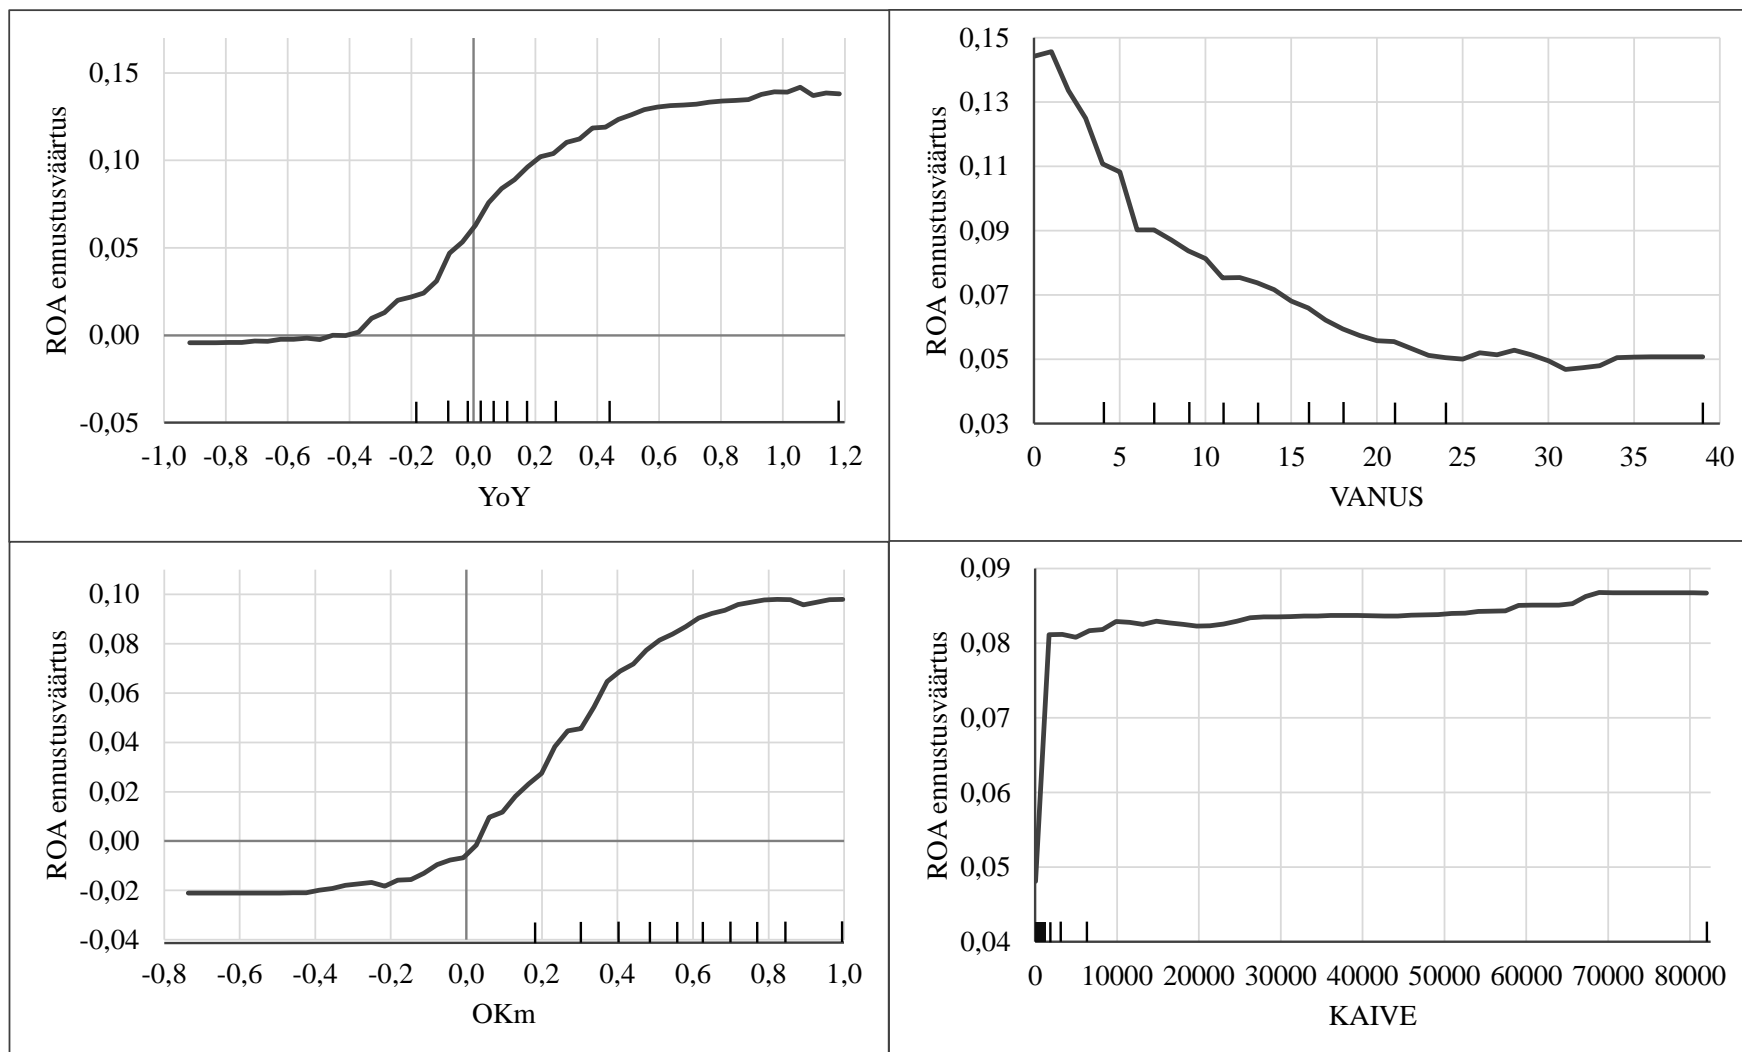 ROA ennustusväärtus
0,15
0,10
0,05
0,00
-0,05
-1,0 -0,8 -0,6 -0,4 -0,2 0,0 0,2 0,4 0,6 0,8 1,0 1,2
YoY
ROA ennustusväärtus
0,15
0,13
0,11
0,09
0,07
0,05
0,03
0 5 10 15 20 25 30 35 40
VANUS
ROA ennustusväärtus
0,10
0,08
0,06
0,04
0,02
0,00
-0,02
-0,04
-0,8 -0,6 -0,4 -0,2 0,0 0,2 0,4 0,6 0,8 1,0
OKm
ROA ennustusväärtus
0,09
0,08
0,07
0,06
0,05
0,04
0 10000 20000 30000 40000 50000 60000 70000 80000
KAIVE